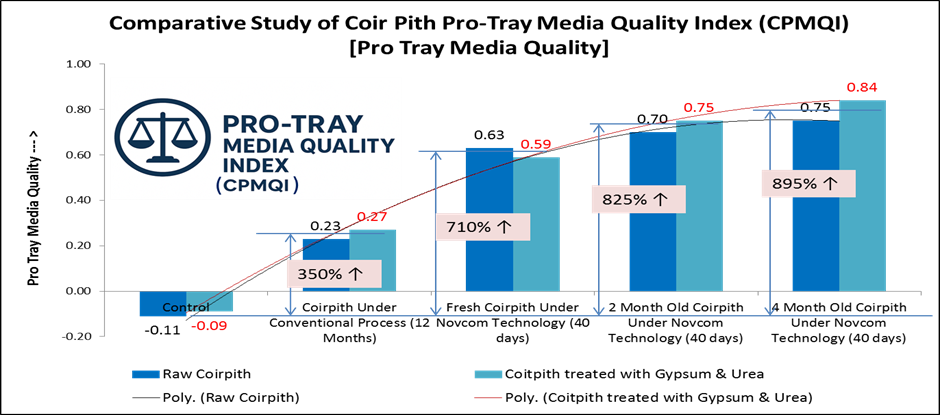 Comparative Study of Coir Pith Pro-Tray Media Quality Index (CPMQI)
[Pro Tray Media Quality]
Pro Tray Media Quality ---->
1.00
0.80
0.60
0.40
0.20
0.00
-0.20
PRO-TRAY
MEDIA QUALITY
INDEX
(CPMQI)
-0.11
-0.09
0.23
0.27
0.63
0.59
0.70
0.75
0.75
0.84
350% ↑
710% ↑
825% ↑
895% ↑
Control
Coirpith Under
Conventional Process (12
Months)
Fresh Coirpith Under
Novcom Technology (40
days)
2 Month Old Coirpith
Under Novcom
Technology (40 days)
4 Month Old Coirpith
Under Novcom
Technology (40 days)
Raw Coirpith
Coitpith treated with Gypsum & Urea
Poly. (Raw Coirpith)
Poly. (Coitpith treated with Gypsum & Urea)